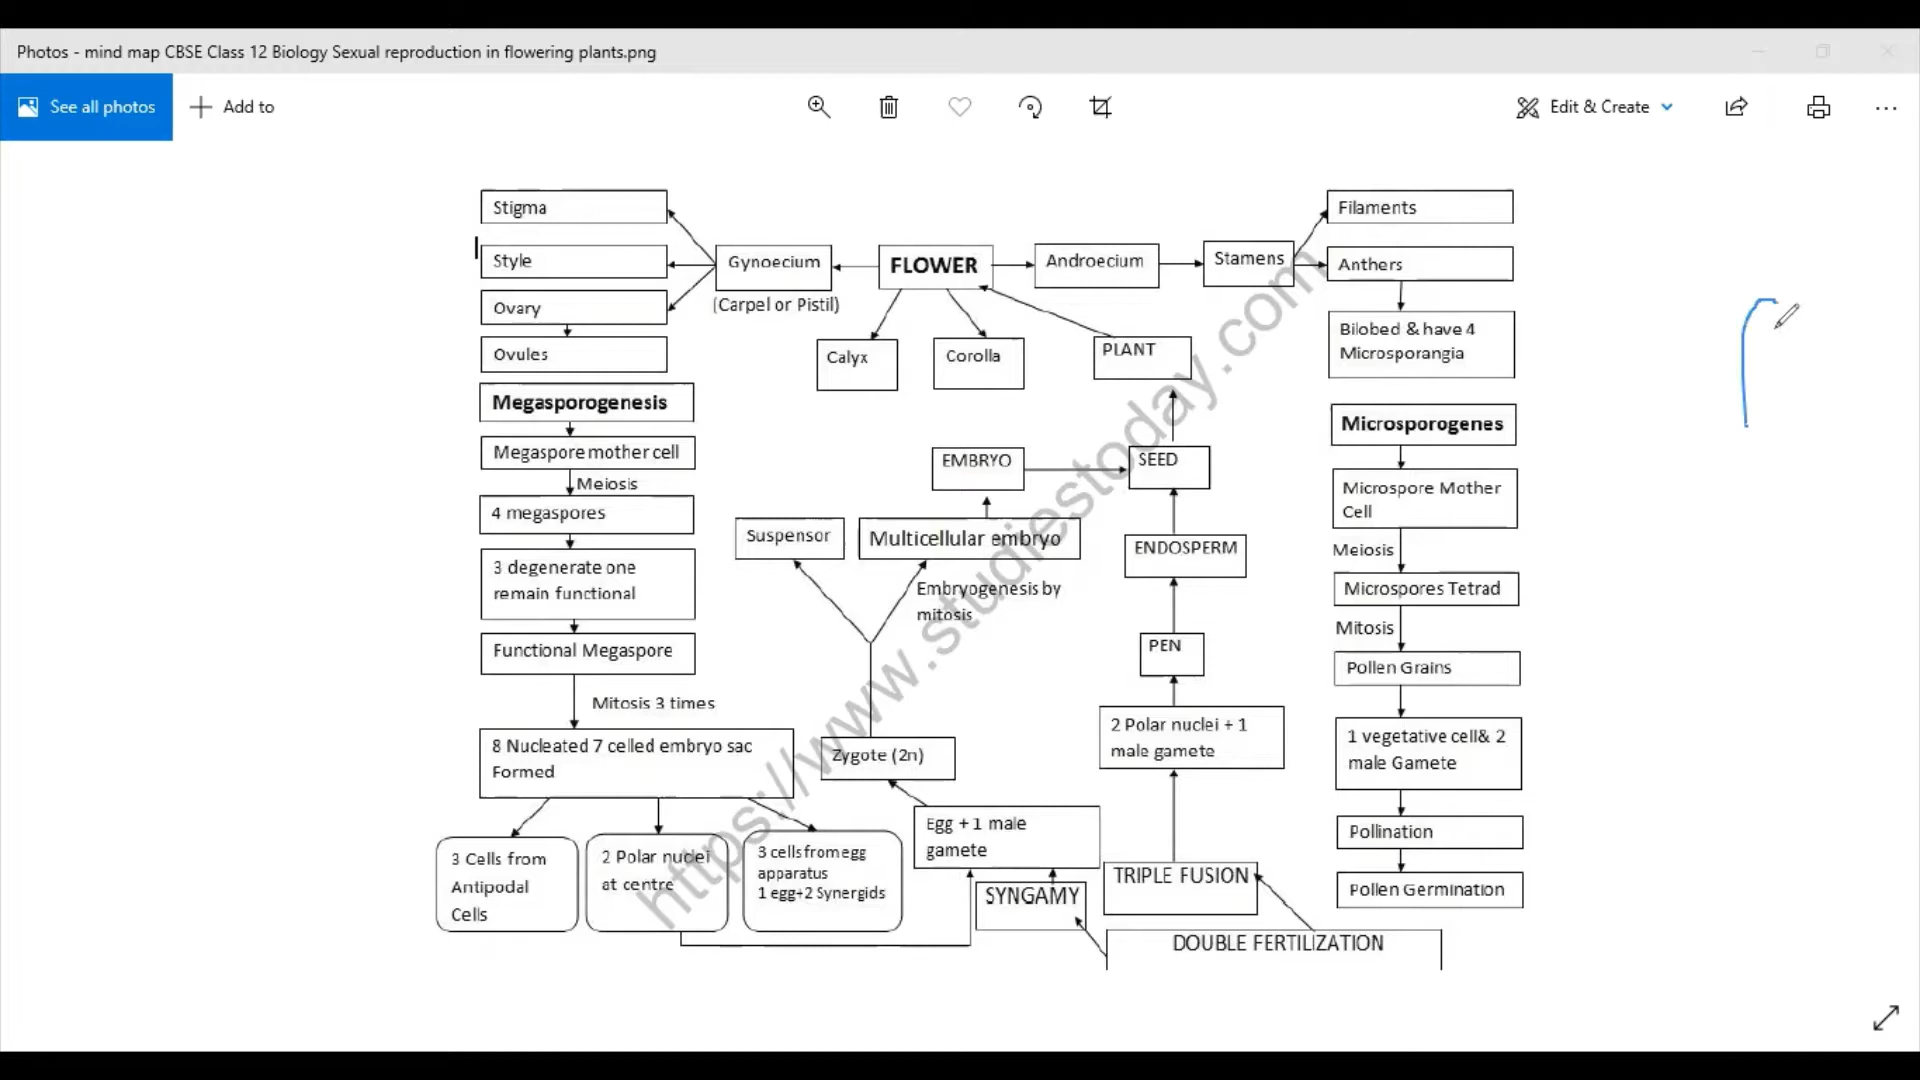 Photos - mind map CBSE Class 12 Biology Sexual reproduction in flowering plants.png
See all photos
Add to
Edit & Create
Stigma
Style
Ovary
Ovules
Gynoecium
(Carpel or Pistil)
FLOWER
Androecium
Stamens
Filaments
Anthers
Bilobed & have 4
Microsporangia
Calyx
Corolla
PLANT
Megasporogenesis
Megaspore mother cell
Meiosis
4 megaspores
3 degenerate one
remain functional
Functional Megaspore
Mitosis 3 times
8 Nucleated 7 celled embryo sac
Formed
3 Cells from
Antipodal
Cells
2 Polar nuclei
at centre
3 cells from egg
apparatus
1 egg+2 Synergids
EMBRYO
SEED
Suspensor
Multicellular embryo
Embryogenesis by
mitosis
ENDOSPERM
PEN
2 Polar nuclei + 1
male gamete
Zygote (2n)
Egg + 1 male
gamete
SYNGAMY
TRIPLE FUSION
DOUBLE FERTILIZATION
Microsporogenes
Microspore Mother
Cell
Meiosis
Microspores Tetrad
Mitosis
Pollen Grains
1 vegetative cell& 2
male Gamete
Pollination
Pollen Germination
https://www.studiestoday.com